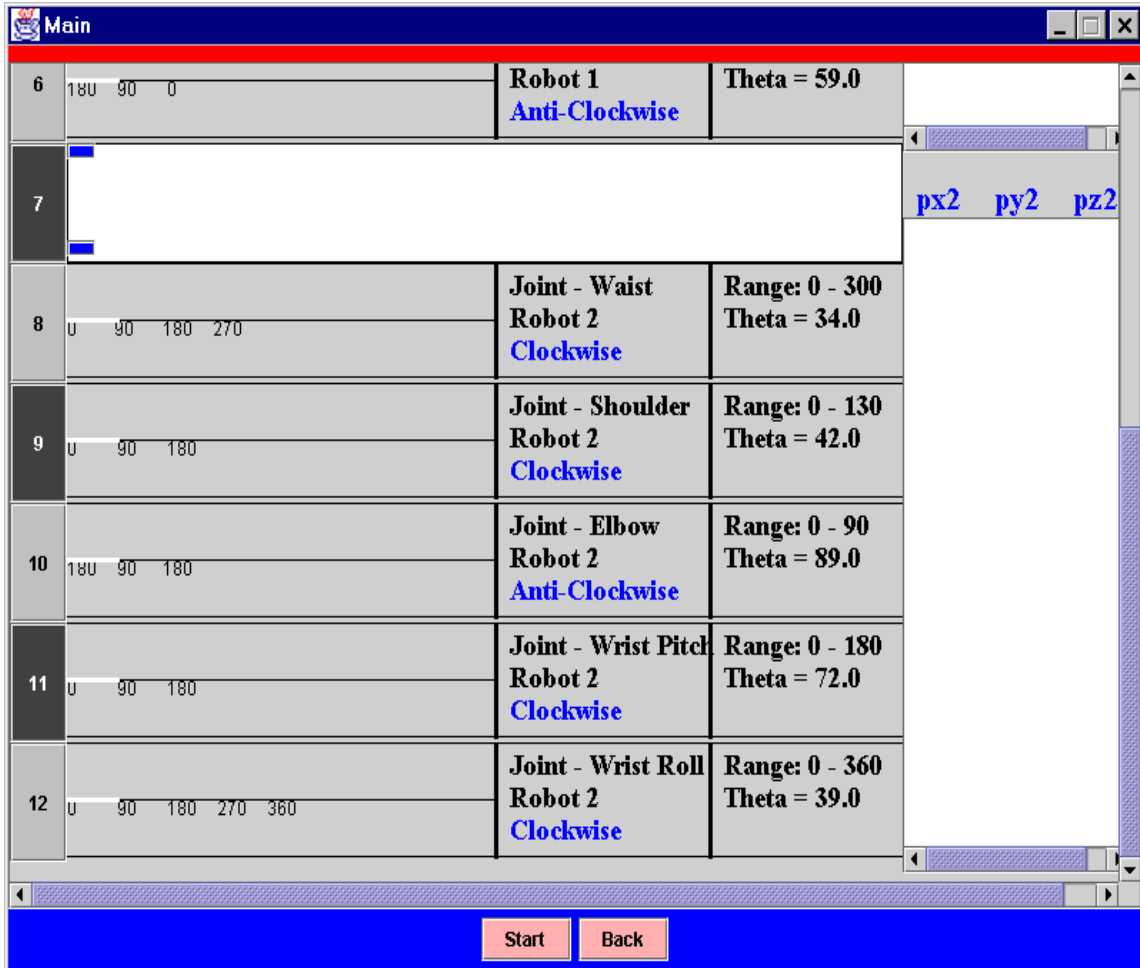 Main
6
180 90 0
Robot 1
Anti-Clockwise
Theta = 59.0
7
px2 py2 pz2
8
0 90 180 270
Joint - Waist
Robot 2
Clockwise
Range: 0 - 300
Theta = 34.0
9
0 90 180
Joint - Shoulder
Robot 2
Clockwise
Range: 0 - 130
Theta = 42.0
10
180 90 180
Joint - Elbow
Robot 2
Anti-Clockwise
Range: 0 - 90
Theta = 89.0
11
0 90 180
Joint - Wrist Pitch
Robot 2
Clockwise
Range: 0 - 180
Theta = 72.0
12
0 90 180 270 360
Joint - Wrist Roll
Robot 2
Clockwise
Range: 0 - 360
Theta = 39.0
Start Back